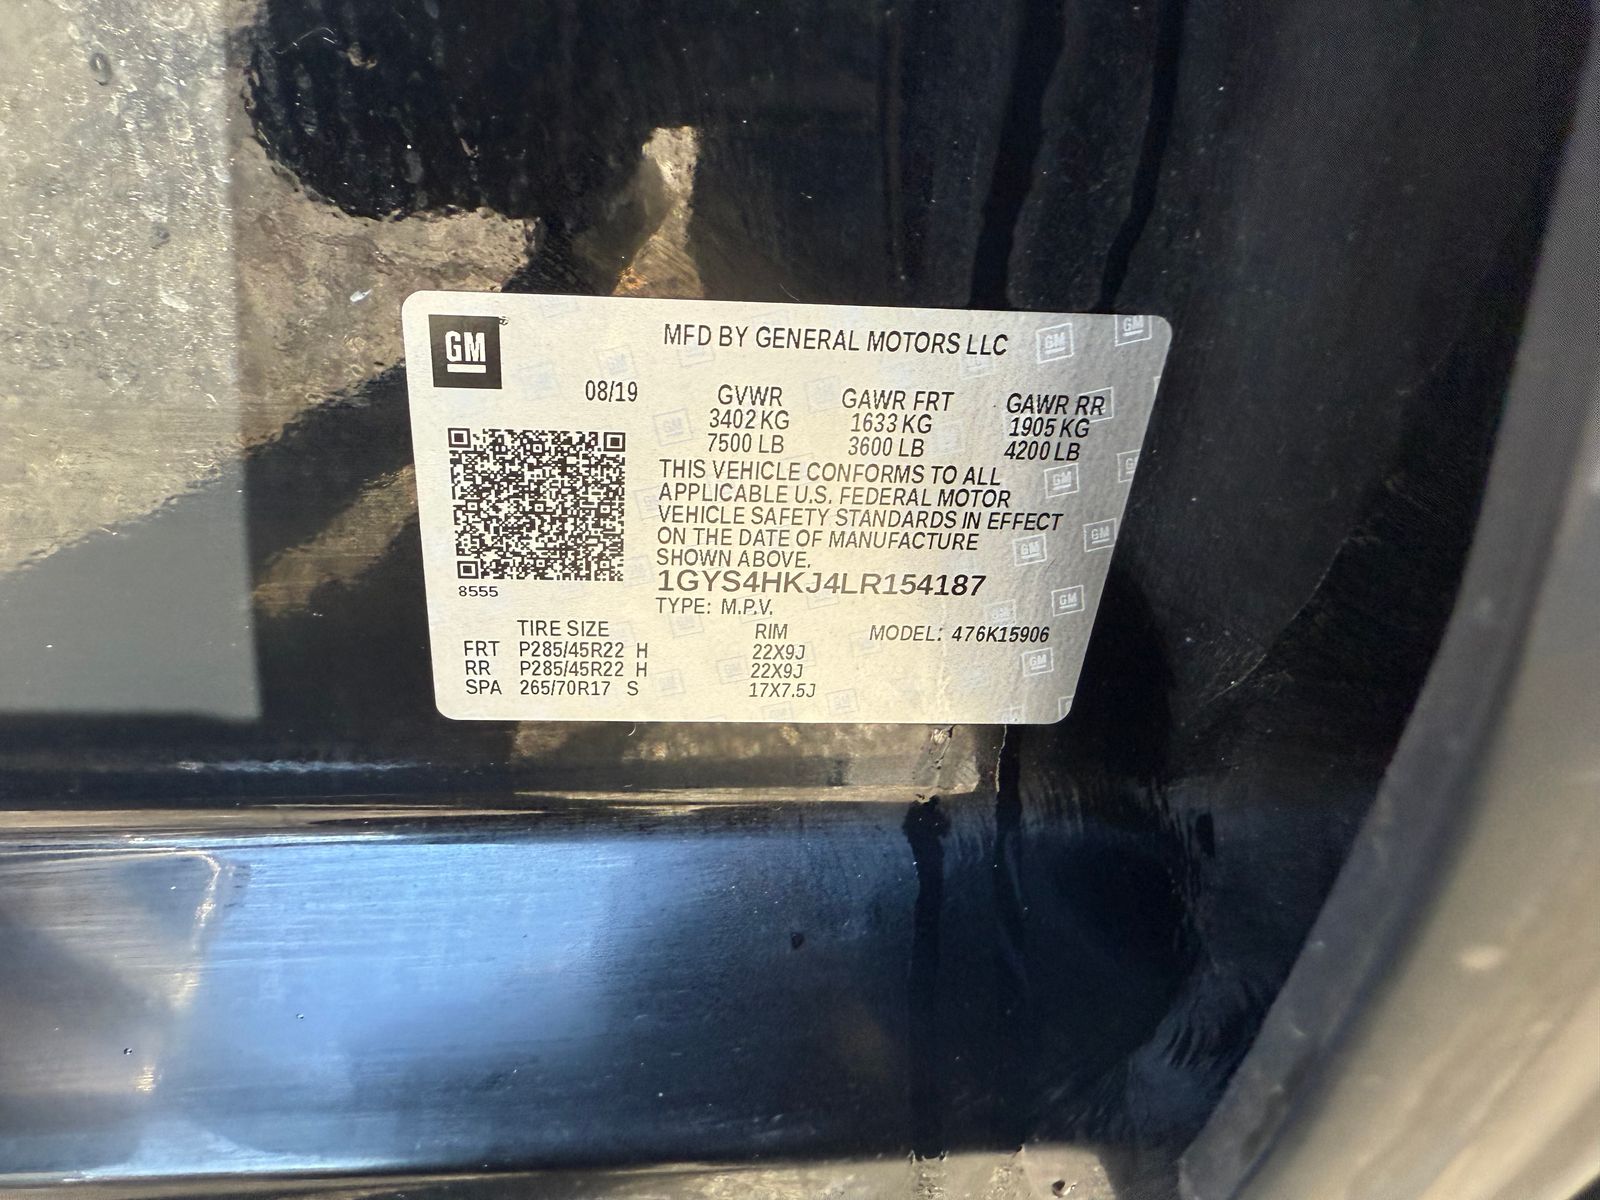 GM
MFD BY GENERAL MOTORS LLC
08/19
GVWR GAWR FRT GAWR RR
3402 KG 1633 KG 1905 KG
7500 LB 3600 LB 4200 LB
THIS VEHICLE CONFORMS TO ALL
APPLICABLE U.S. FEDERAL MOTOR
VEHICLE SAFETY STANDARDS IN EFFECT
ON THE DATE OF MANUFACTURE
SHOWN ABOVE.
8555
1GYS4HKJ4LR154187
TYPE: M.P.V.
TIRE SIZE RIM MODEL: 476K15906
FRT P285/45R22 H 22X9J
RR P285/45R22 H 22X9J
SPA 265/70R17 S 17X7.5J